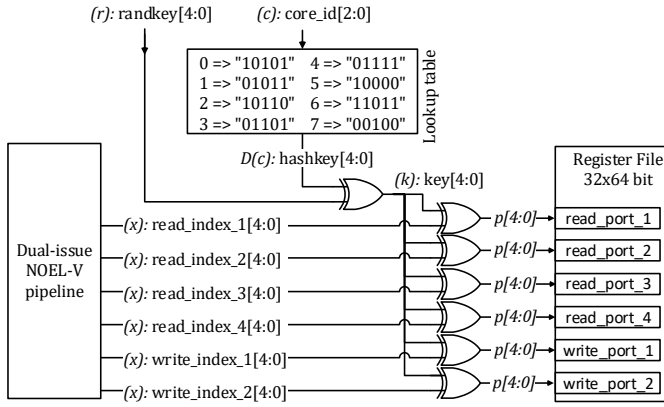 (r): randkey[4:0]
(c): core_id[2:0]
0 => "10101" 4 => "01111"
1 => "01011" 5 => "10000"
2 => "10110" 6 => "11011"
3 => "01101" 7 => "00100"
Lookup table
D(c): hashkey[4:0]
(k): key[4:0]
Dual-issue
NOEL-V
pipeline
(x): read_index_1[4:0]
(x): read_index_2[4:0]
(x): read_index_3[4:0]
(x): read_index_4[4:0]
(x): write_index_1[4:0]
(x): write_index_2[4:0]
p[4:0]
p[4:0]
p[4:0]
p[4:0]
p[4:0]
p[4:0]
Register File
32x64 bit
read_port_1
read_port_2
read_port_3
read_port_4
write_port_1
write_port_2